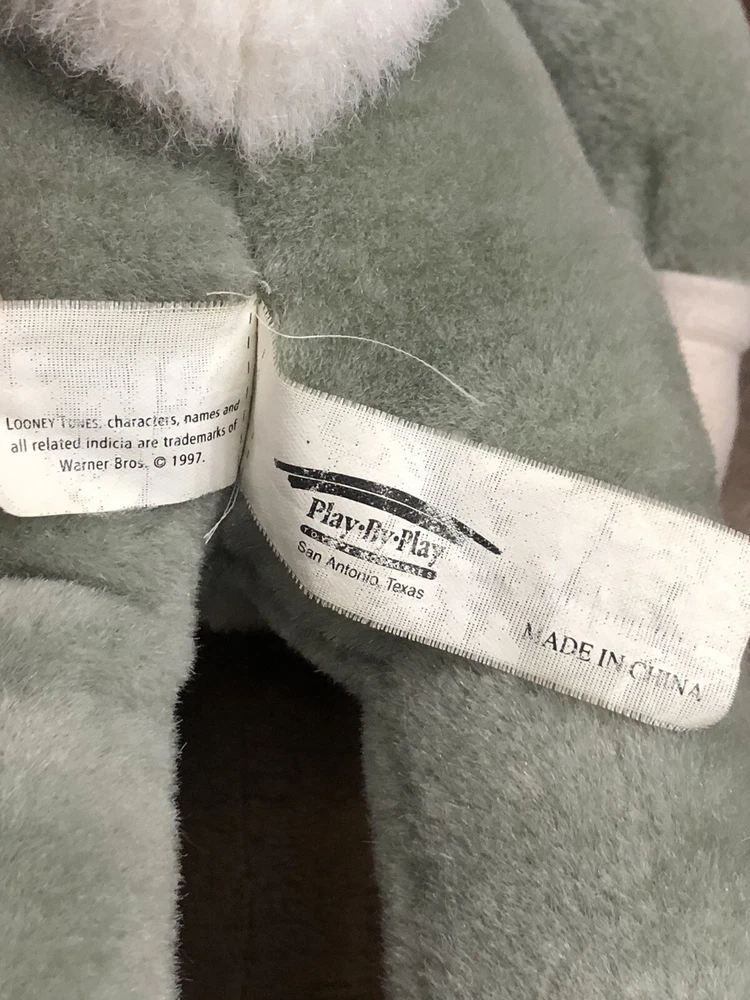 LOONEY TUNES, characters, names and
all related indicia are trademarks of
Warner Bros. © 1997.
Play•By•Play
San Antonio, Texas
MADE IN CHINA